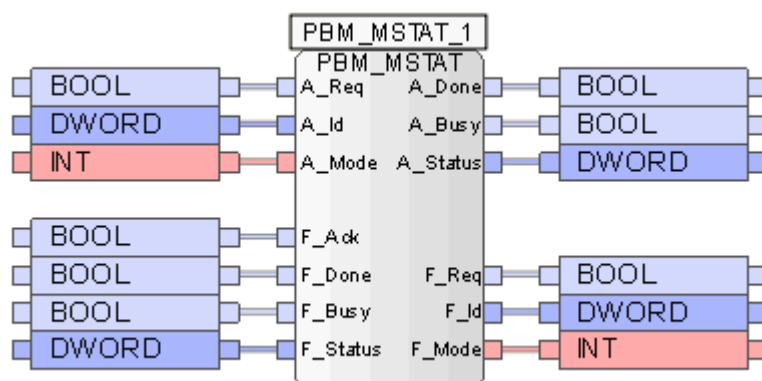 PBM_MSTAT_1
PBM_MSTAT
BOOL A_Req A_Done BOOL
DWORD A_Id A_Busy BOOL
INT A_Mode A_Status DWORD
BOOL F_Ack
BOOL F_Done F_Req BOOL
BOOL F_Busy F_Id DWORD
DWORD F_Status F_Mode INT